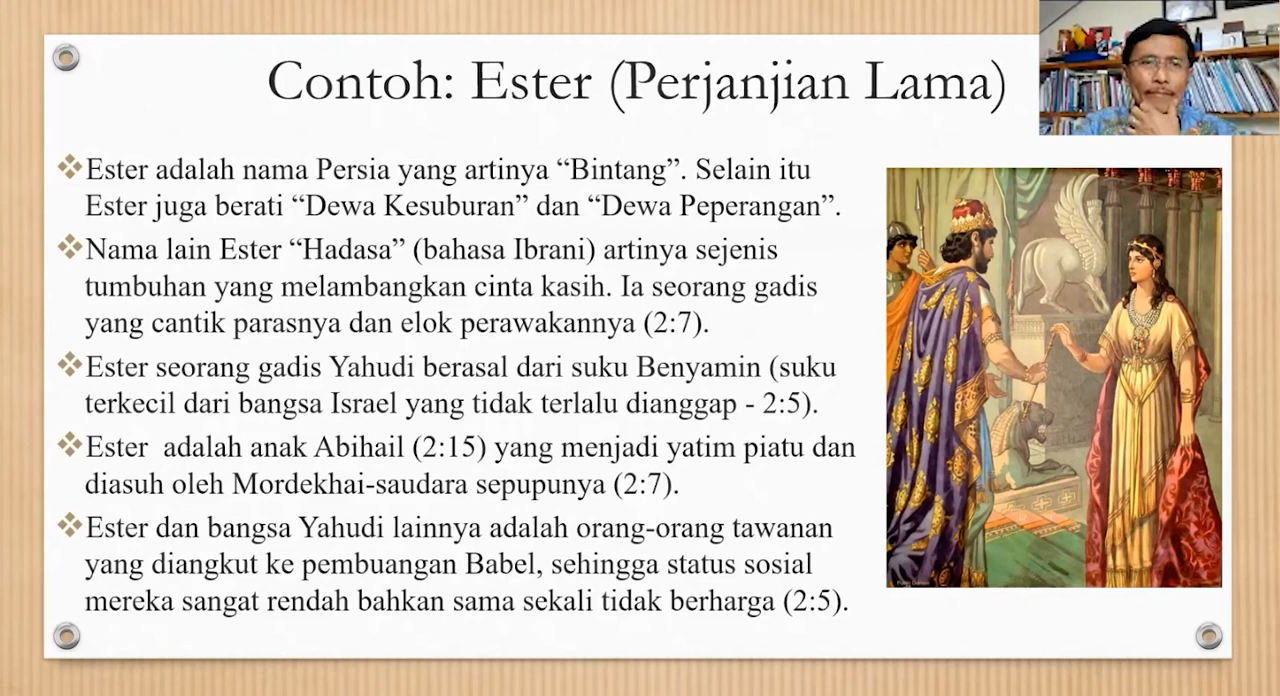 Contoh: Ester (Perjanjian Lama)
❖Ester adalah nama Persia yang artinya “Bintang”. Selain itu
Ester juga berati “Dewa Kesuburan” dan “Dewa Peperangan”.
❖Nama lain Ester “Hadasa” (bahasa Ibrani) artinya sejenis
tumbuhan yang melambangkan cinta kasih. Ia seorang gadis
yang cantik parasnya dan elok perawakannya (2:7).
❖Ester seorang gadis Yahudi berasal dari suku Benyamin (suku
terkecil dari bangsa Israel yang tidak terlalu dianggap - 2:5).
❖Ester  adalah anak Abihail (2:15) yang menjadi yatim piatu dan
diasuh oleh Mordekhai-saudara sepupunya (2:7).
❖Ester dan bangsa Yahudi lainnya adalah orang-orang tawanan
yang diangkut ke pembuangan Babel, sehingga status sosial
mereka sangat rendah bahkan sama sekali tidak berharga (2:5).